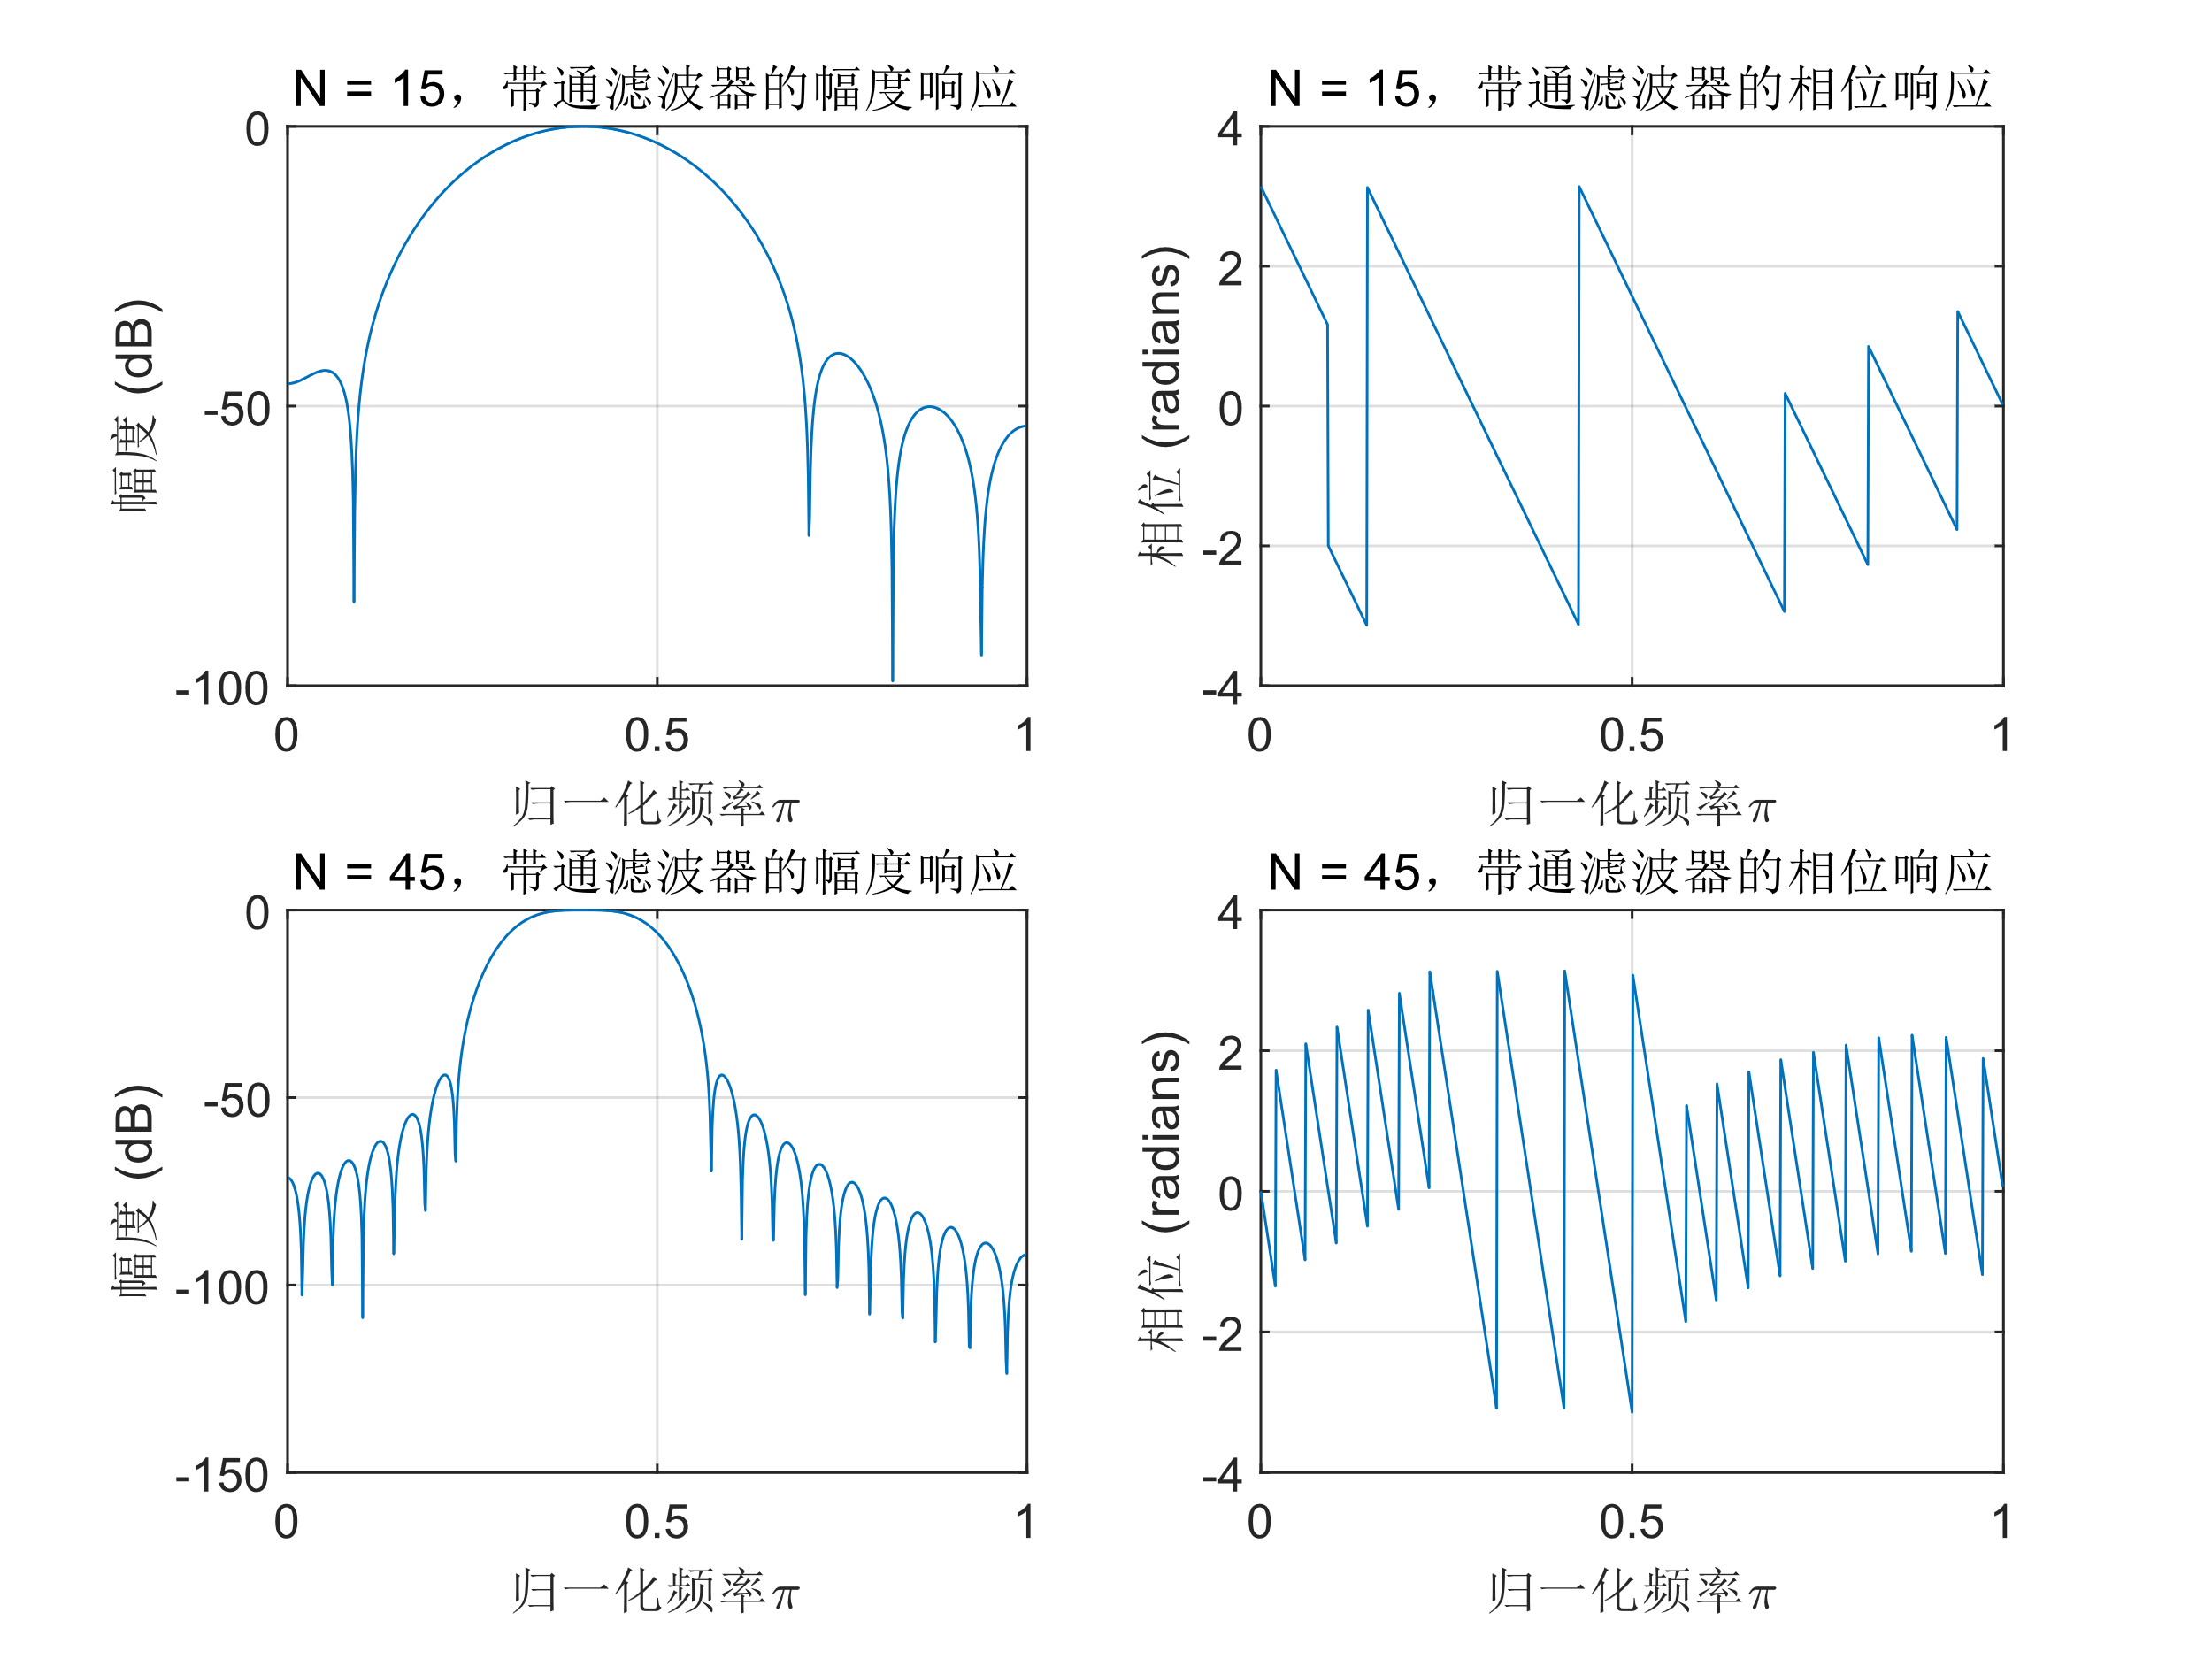 N = 15，带通滤波器的幅度响应
0
-50
-100
幅度 (dB)
0 0.5 1
归一化频率π
N = 15，带通滤波器的相位响应
4
2
0
-2
-4
相位 (radians)
0 0.5 1
归一化频率π
N = 45，带通滤波器的幅度响应
0
-50
-100
-150
幅度 (dB)
0 0.5 1
归一化频率π
N = 45，带通滤波器的相位响应
4
2
0
-2
-4
相位 (radians)
0 0.5 1
归一化频率π